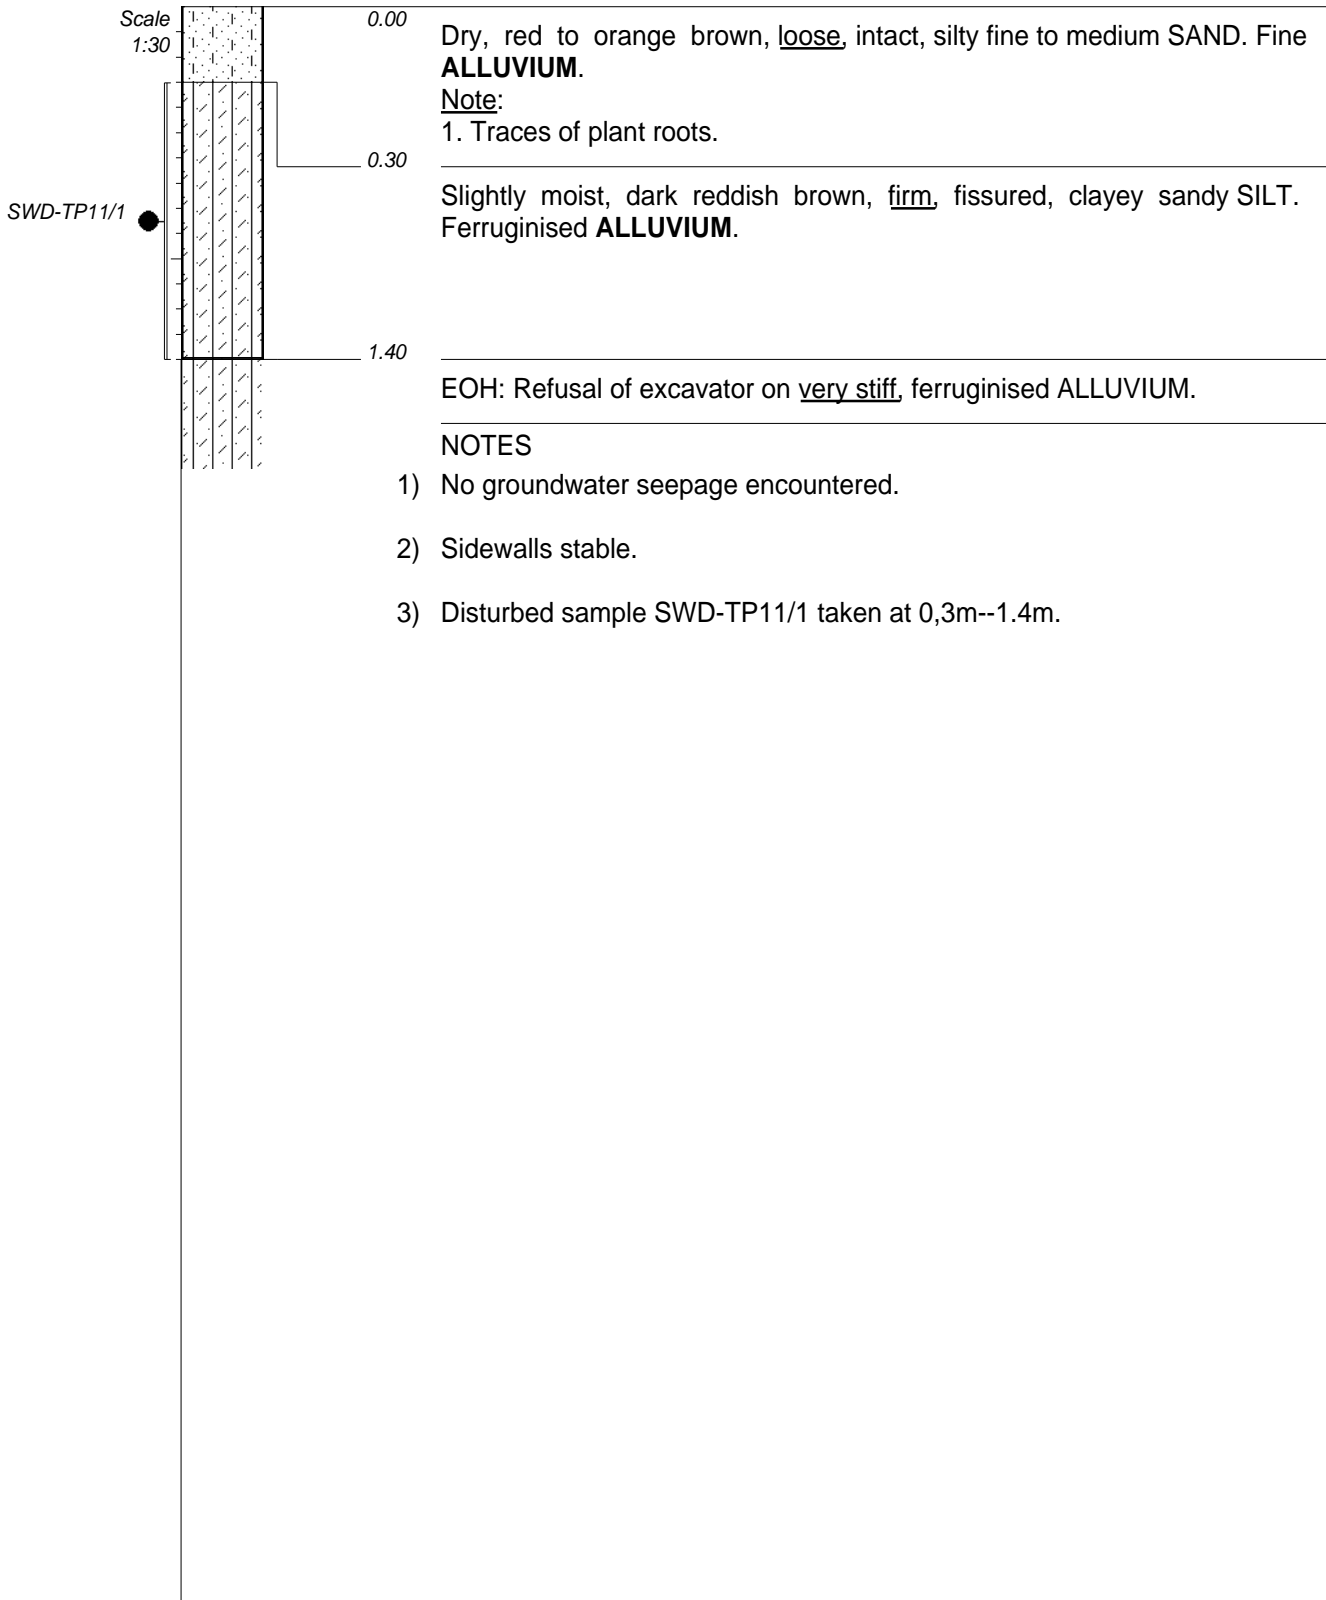 Scale
1:30
0.00
Dry, red to orange brown, loose, intact, silty fine to medium SAND. Fine
ALLUVIUM.
Note:
1. Traces of plant roots.
0.30
SWD-TP11/1
Slightly moist, dark reddish brown, firm, fissured, clayey sandy SILT.
Ferruginised ALLUVIUM.
1.40
EOH: Refusal of excavator on very stiff, ferruginised ALLUVIUM.
NOTES
1) No groundwater seepage encountered.
2) Sidewalls stable.
3) Disturbed sample SWD-TP11/1 taken at 0,3m--1.4m.